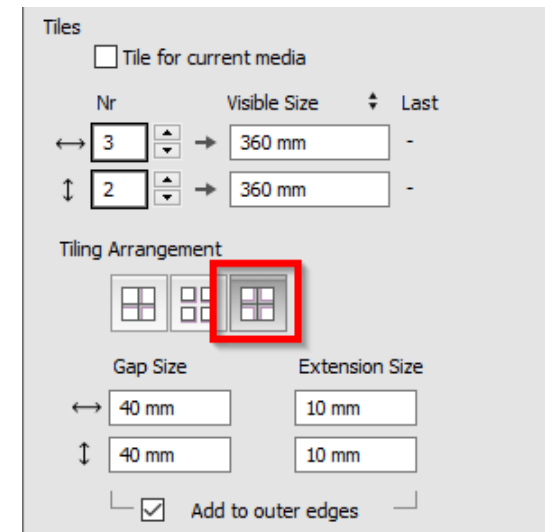 Tiles
Tile for current media
Nr Visible Size Last
3 360 mm -
2 360 mm -
Tiling Arrangement
Gap Size Extension Size
40 mm 10 mm
40 mm 10 mm
Add to outer edges